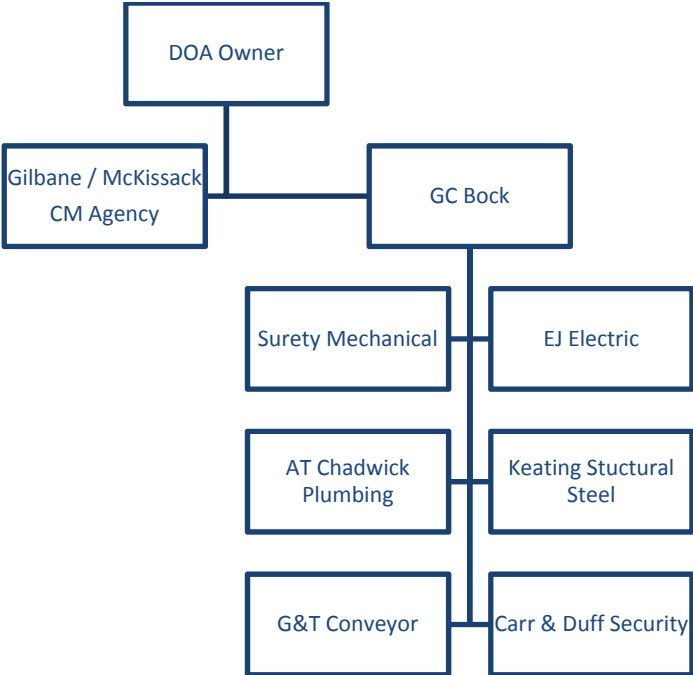 DOA Owner
Gilbane / McKissack
CM Agency
GC Bock
Surety Mechanical
EJ Electric
AT Chadwick
Plumbing
Keating Stuctural
Steel
G&T Conveyor
Carr & Duff Security